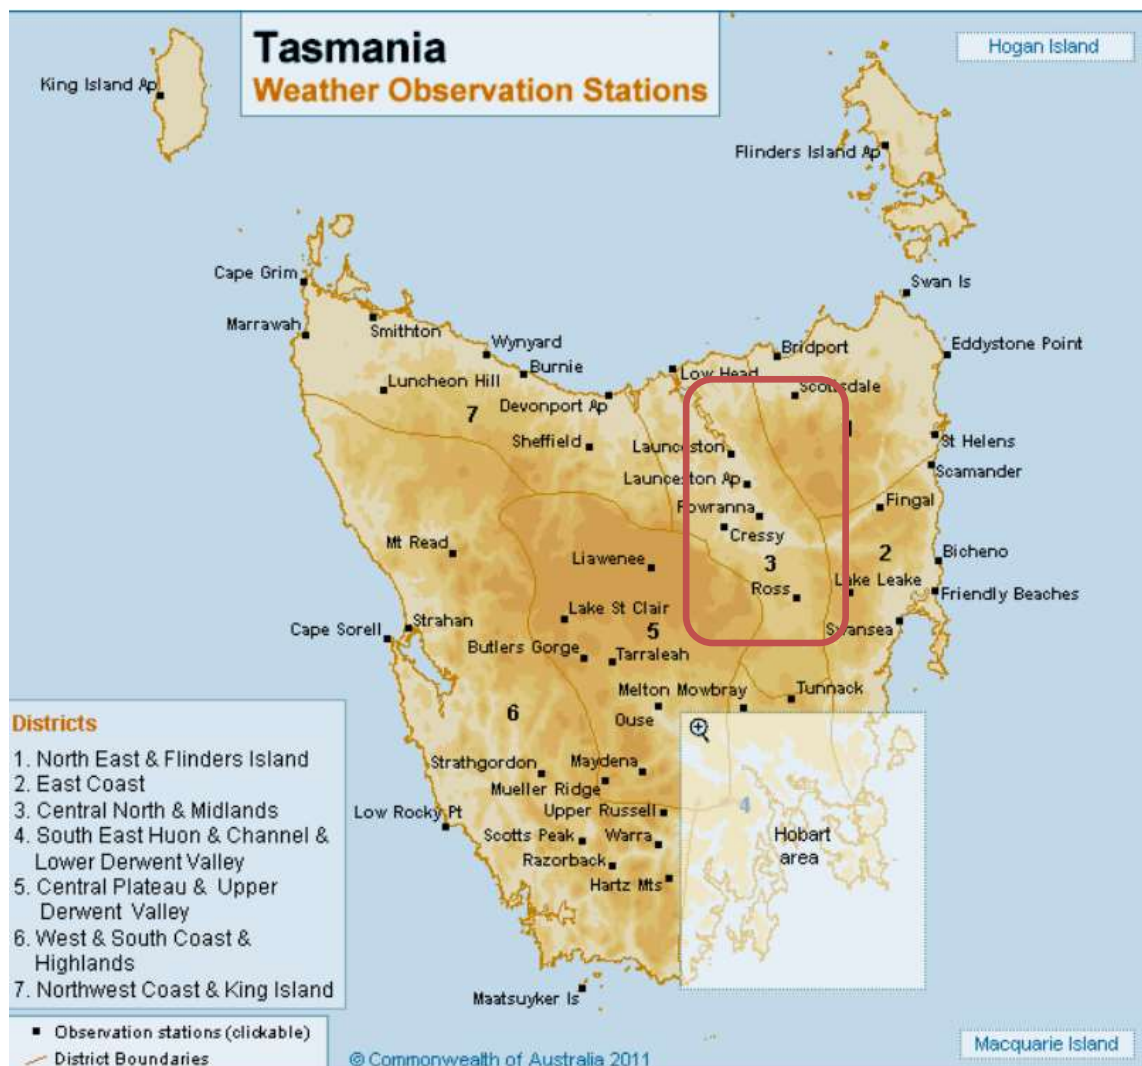 Tasmania
Weather Observation Stations
Hogan Island
King Island Ap
Flinders Island Ap
Cape Grim
Swan Is
Marrawah
Smithton
Wynyard
Bridport
Eddystone Point
Burnie
Low Head
Luncheon Hill
Scottsdale
Devonport Ap
7
1
Sheffield
Launceston
St Helens
Launceston Ap
Scamander
Powranna
Fingal
Cressy
Mt Read
Liawenee
3
2
Bicheno
Ross
Lake Leake
Friendly Beaches
Lake St Clair
Strahan
Cape Sorell
5
Swansea
Butlers Gorge
Tarraleah
Melton Mowbray
Tunnack
Ouse
6
Strathgordon
Maydena
Mueller Ridge
4
Low Rocky Pt
Upper Russell
Scotts Peak
Warra
Hobart
area
Razorback
Hartz Mts
Maatsuyker Is
Districts
1. North East & Flinders Island
2. East Coast
3. Central North & Midlands
4. South East Huon & Channel &
Lower Derwent Valley
5. Central Plateau & Upper
Derwent Valley
6. West & South Coast &
Highlands
7. Northwest Coast & King Island
Observation stations (clickable)
District Boundaries
© Commonwealth of Australia 2011
Macquarie Island